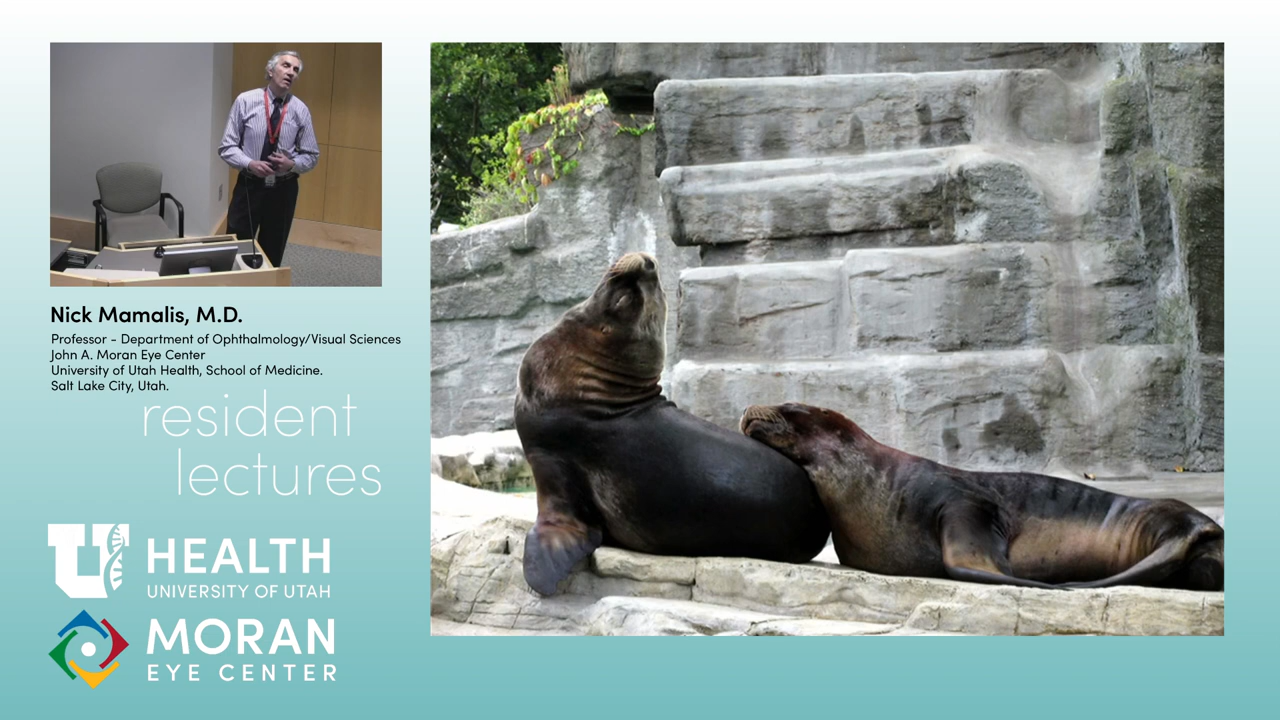 Nick Mamalis, M.D.
Professor - Department of Ophthalmology/Visual Sciences
John A. Moran Eye Center
University of Utah Health, School of Medicine.
Salt Lake City, Utah.
resident
lectures
U HEALTH
UNIVERSITY OF UTAH
MORAN
EYE CENTER